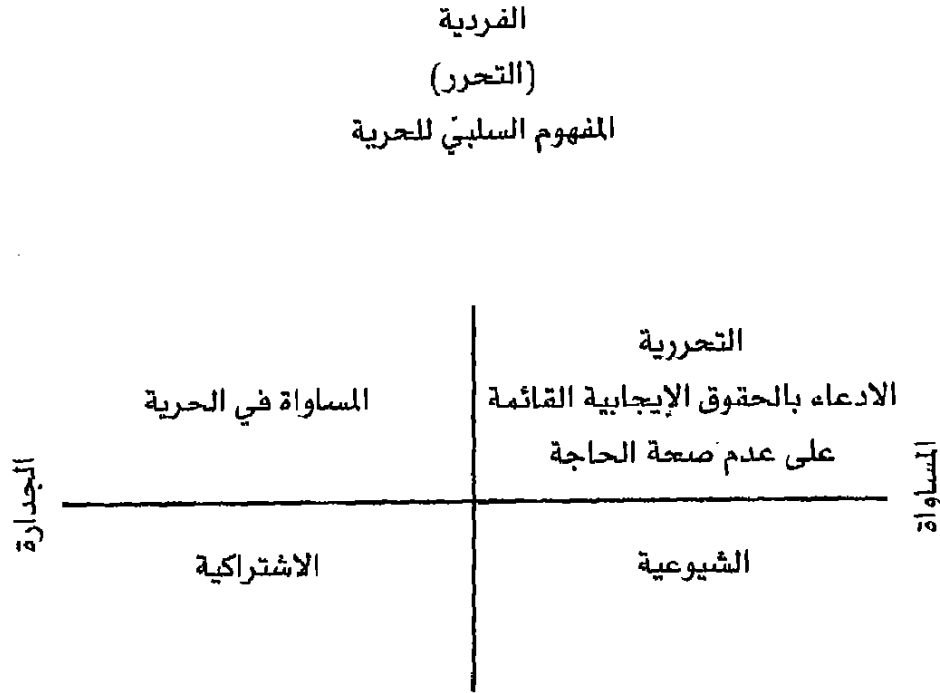 الفردية
(التحرر)
المفهوم السلبيّ للحرية
التحررية
الادعاء بالحقوق الإيجابية القائمة
على عدم صحة الحاجة
المساواة في الحرية
المساواة
الجدارة
الشيوعية
الاشتراكية